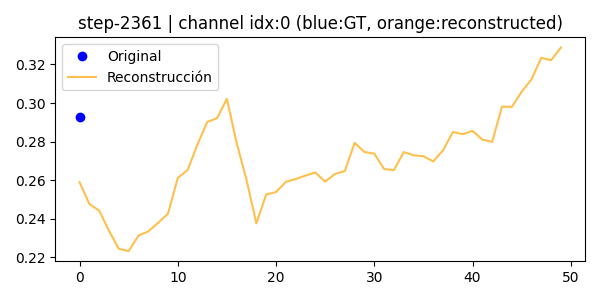 step-2361 | channel idx:0 (blue:GT, orange:reconstructed)
Original
Reconstrucción
0.32
0.30
0.28
0.26
0.24
0.22
0 10 20 30 40 50